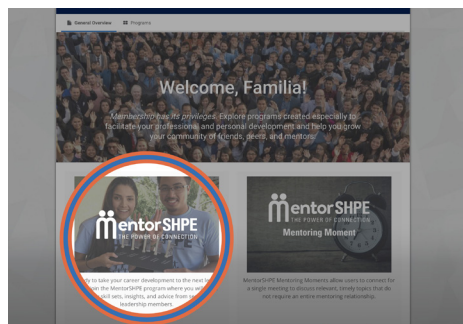 General Overview
Programs
Welcome, Familia!
Membership has its privileges. Explore programs created especially to
facilitate your professional and personal development and help you grow
your community of friends, peers, and mentors.
MentorSHPE
THE POWER OF CONNECTION
dy to take your career development to the next le
oin the MentorSHPE program where you wil
skill sets, insights, and advice from se
leadership members
MentorSHPE
THE POWER OF CONNECTION
Mentoring Moment
MentorSHPE Mentoring Moments allow users to connect for
a single meeting to discuss relevant, timely topics that do
not require an entire mentoring relationship.